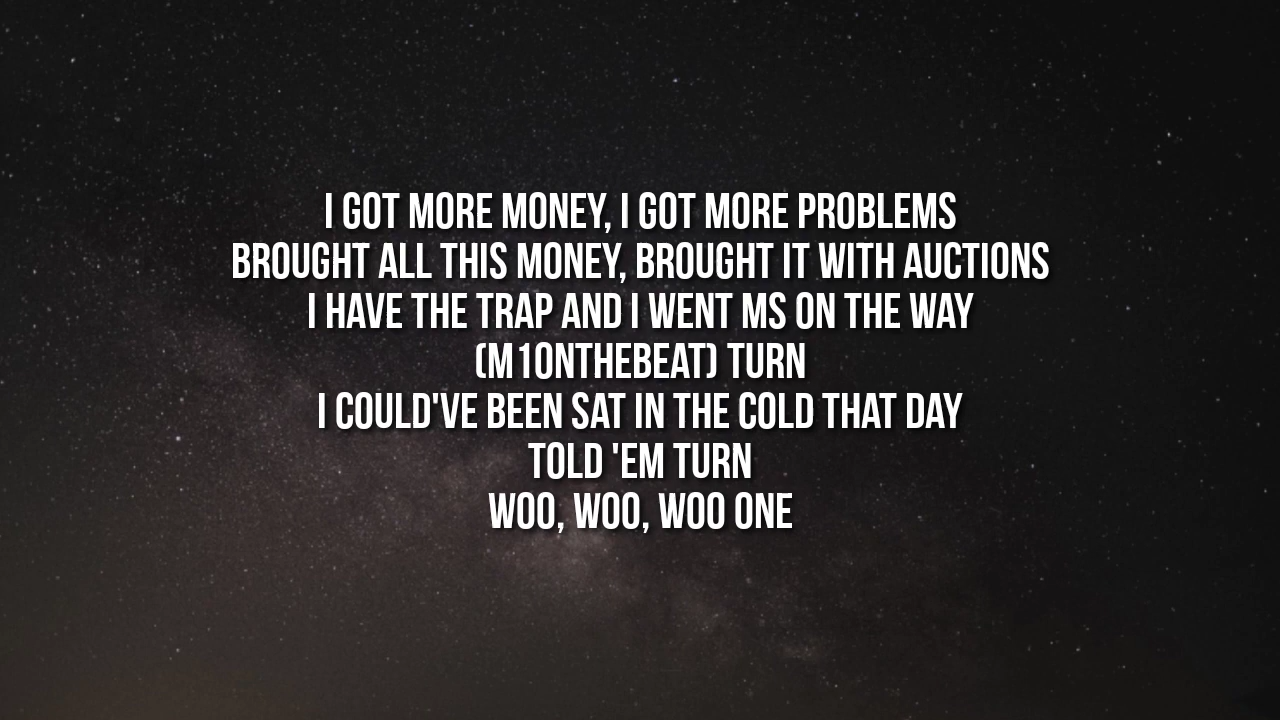 I GOT MORE MONEY, I GOT MORE PROBLEMS
BROUGHT ALL THIS MONEY, BROUGHT IT WITH AUCTIONS
I HAVE THE TRAP AND I WENT MS ON THE WAY
(M1ONTHEBEAT) TURN
I COULD'VE BEEN SAT IN THE COLD THAT DAY
TOLD 'EM TURN
WOO, WOO, WOO ONE